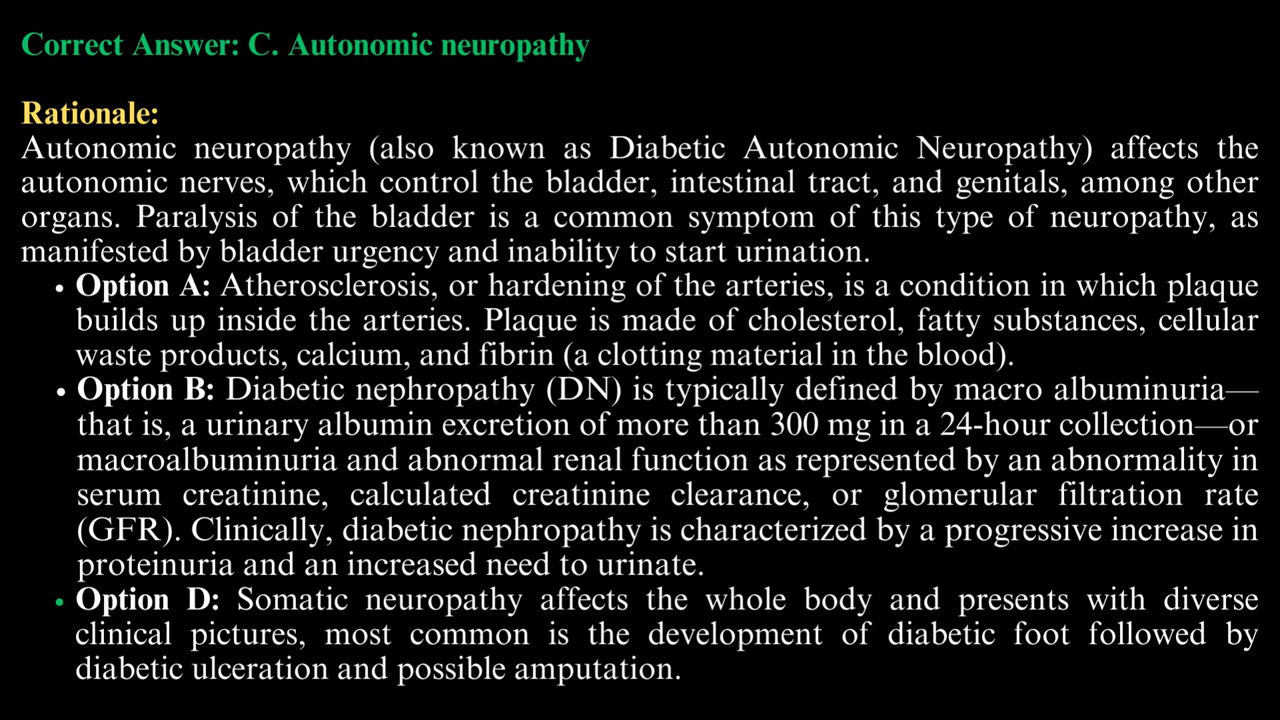 Correct Answer: C. Autonomic neuropathy
Rationale:
Autonomic neuropathy (also known as Diabetic Autonomic Neuropathy) affects the
autonomic nerves, which control the bladder, intestinal tract, and genitals, among other
organs. Paralysis of the bladder is a common symptom of this type of neuropathy, as
manifested by bladder urgency and inability to start urination.
• Option A: Atherosclerosis, or hardening of the arteries, is a condition in which plaque
builds up inside the arteries. Plaque is made of cholesterol, fatty substances, cellular
waste products, calcium, and fibrin (a clotting material in the blood).
• Option B: Diabetic nephropathy (DN) is typically defined by macro albuminuria—
that is, a urinary albumin excretion of more than 300 mg in a 24-hour collection—or
macroalbuminuria and abnormal renal function as represented by an abnormality in
serum creatinine, calculated creatinine clearance, or glomerular filtration rate
(GFR). Clinically, diabetic nephropathy is characterized by a progressive increase in
proteinuria and an increased need to urinate.
• Option D: Somatic neuropathy affects the whole body and presents with diverse
clinical pictures, most common is the development of diabetic foot followed by
diabetic ulceration and possible amputation.